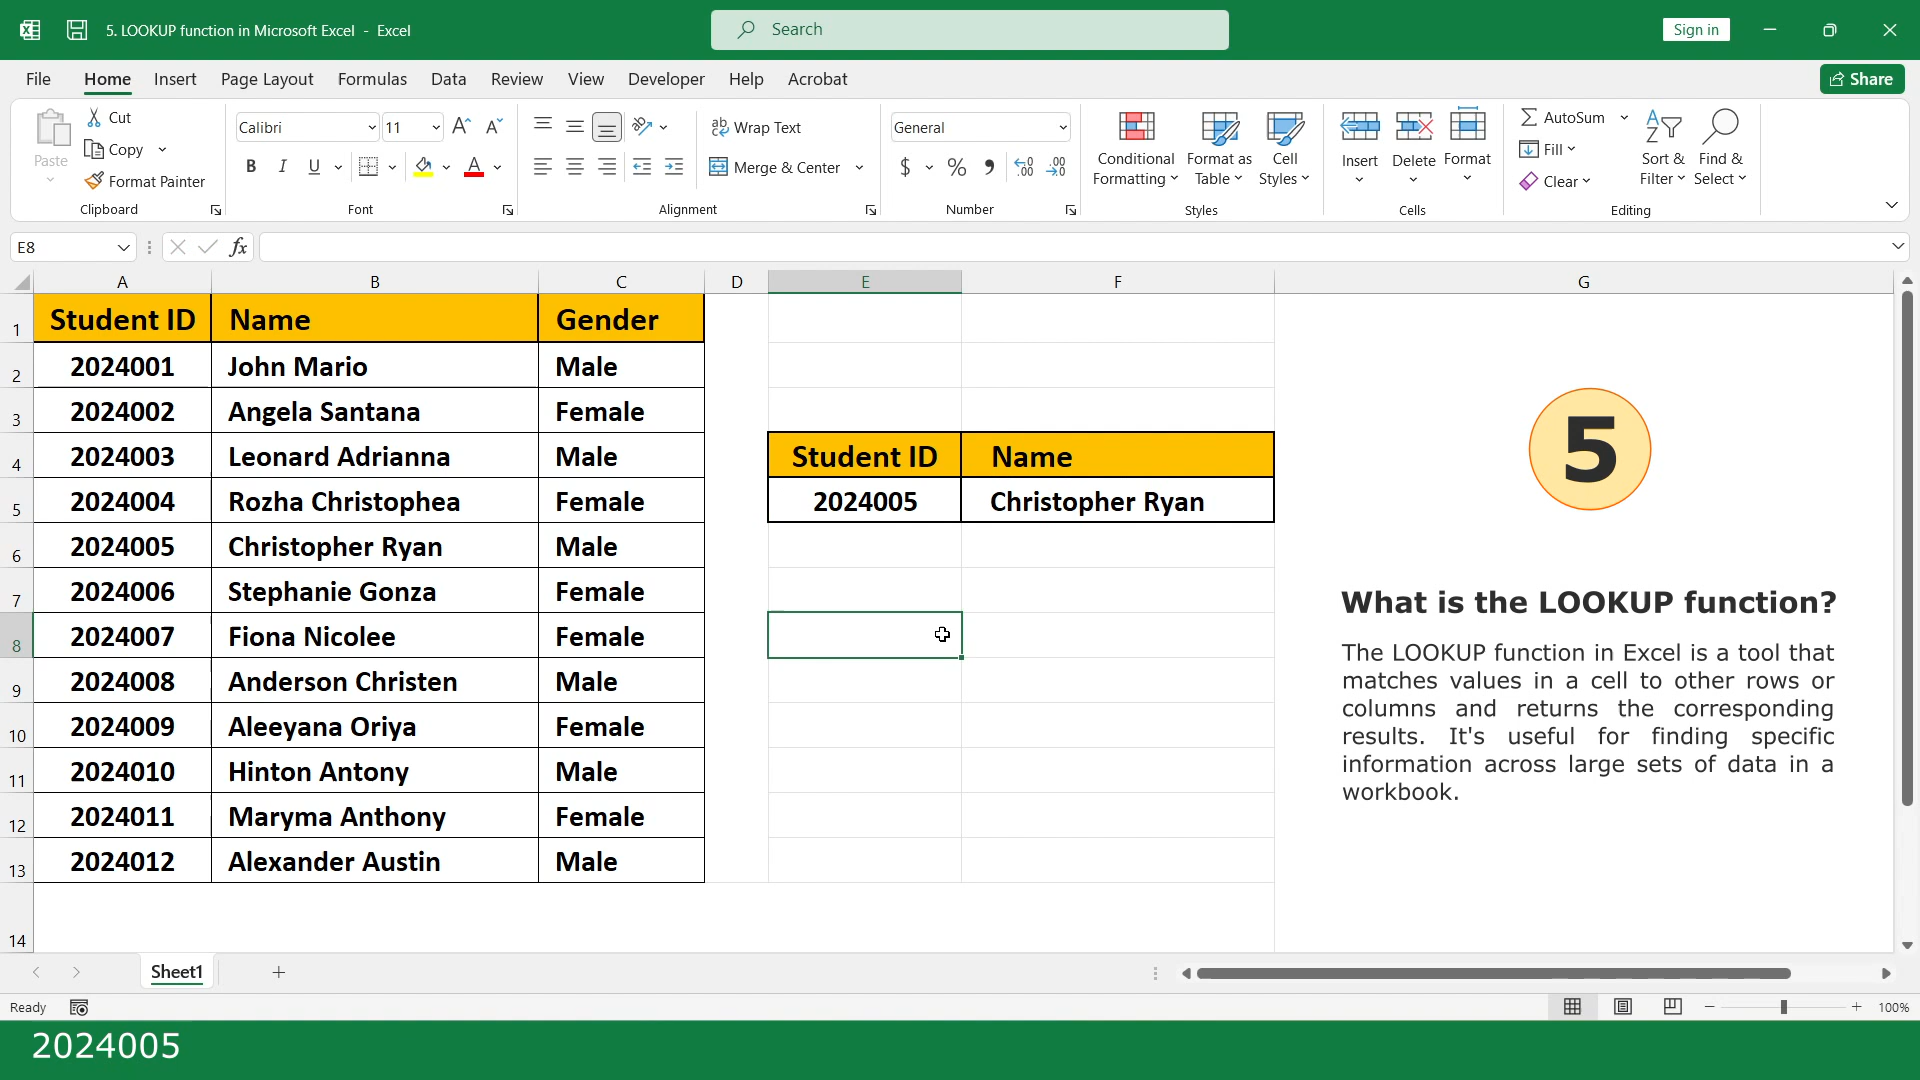 5. LOOKUP function in Microsoft Excel - Excel
Search
Sign in
File Home Insert Page Layout Formulas Data Review View Developer Help Acrobat
Share
Paste
Cut
Copy
Format Painter
Clipboard
Calibri 11
B I U
Font
Wrap Text
Merge & Center
Alignment
General
$ % ,
Number
Conditional Formatting
Format as Table
Cell Styles
Styles
Insert Delete Format
Cells
AutoSum
Fill
Clear
Sort & Filter
Find & Select
Editing
E8
fx
A B C D E F G
1 Student ID Name Gender
2 2024001 John Mario Male
3 2024002 Angela Santana Female
4 2024003 Leonard Adrianna Male
5 2024004 Rozha Christophea Female
6 2024005 Christopher Ryan Male
7 2024006 Stephanie Gonza Female
8 2024007 Fiona Nicolee Female
9 2024008 Anderson Christen Male
10 2024009 Aleeyana Oriya Female
11 2024010 Hinton Antony Male
12 2024011 Maryma Anthony Female
13 2024012 Alexander Austin Male
14
Student ID Name
2024005 Christopher Ryan
5
What is the LOOKUP function?
The LOOKUP function in Excel is a tool that
matches values in a cell to other rows or
columns and returns the corresponding
results. It's useful for finding specific
information across large sets of data in a
workbook.
Sheet1
Ready
100%
2024005